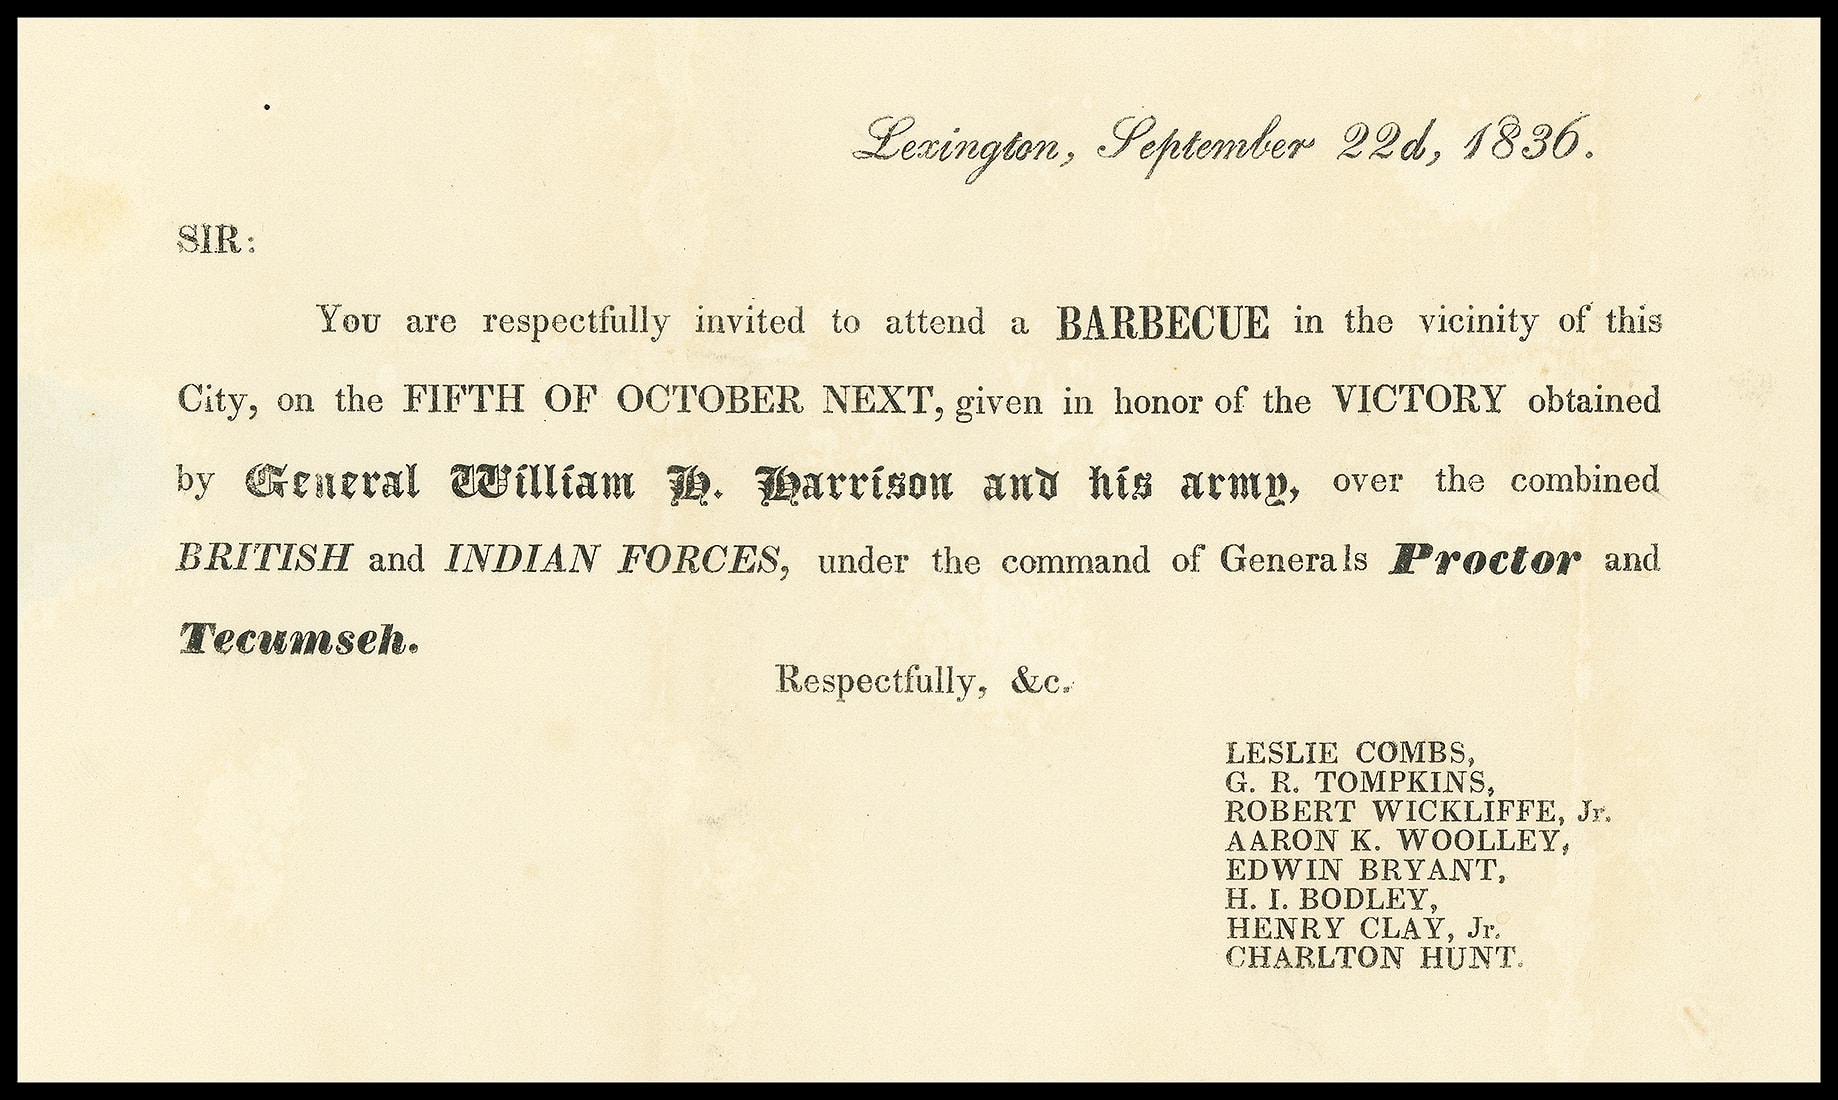 Lexington, September 22d, 1836.
SIR:
You are respectfully invited to attend a BARBECUE in the vicinity of this
City, on the FIFTH OF OCTOBER NEXT, given in honor of the VICTORY obtained
by General William H. Harrison and his army, over the combined
BRITISH and INDIAN FORCES, under the command of Generals Proctor and
Tecumseh.
Respectfully, &c.
LESLIE COMBS,
G. R. TOMPKINS,
ROBERT WICKLIFFE, Jr.
AARON K. WOOLLEY,
EDWIN BRYANT,
H. I. BODLEY,
HENRY CLAY, Jr.
CHARLTON HUNT.